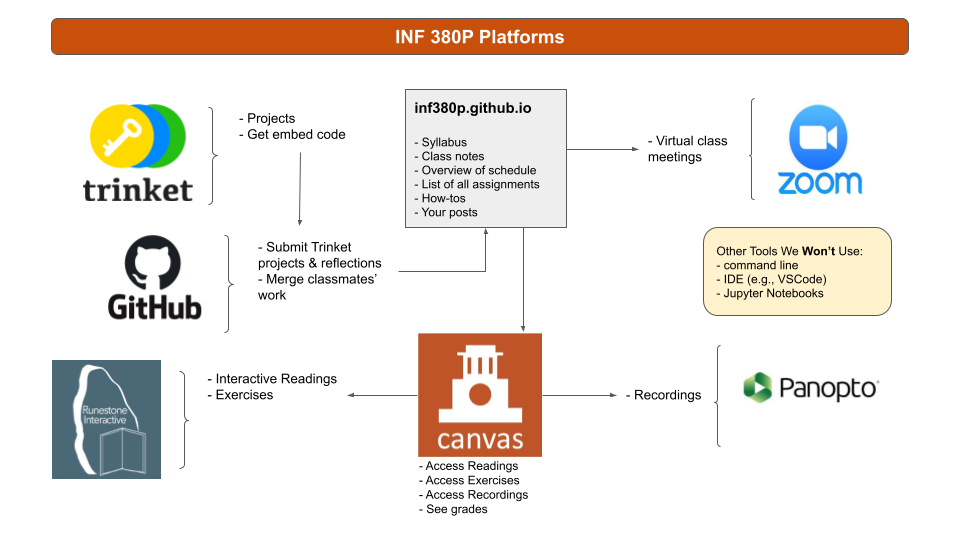 INF 380P Platforms
trinket
- Projects
- Get embed code
inf380p.github.io
- Syllabus
- Class notes
- Overview of schedule
- List of all assignments
- How-tos
- Your posts
- Virtual class
meetings
zoom
GitHub
- Submit Trinket
projects & reflections
- Merge classmates’
work
Other Tools We Won’t Use:
- command line
- IDE (e.g., VSCode)
- Jupyter Notebooks
Runestone
Interactive
- Interactive Readings
- Exercises
canvas
- Access Readings
- Access Exercises
- Access Recordings
- See grades
- Recordings
Panopto